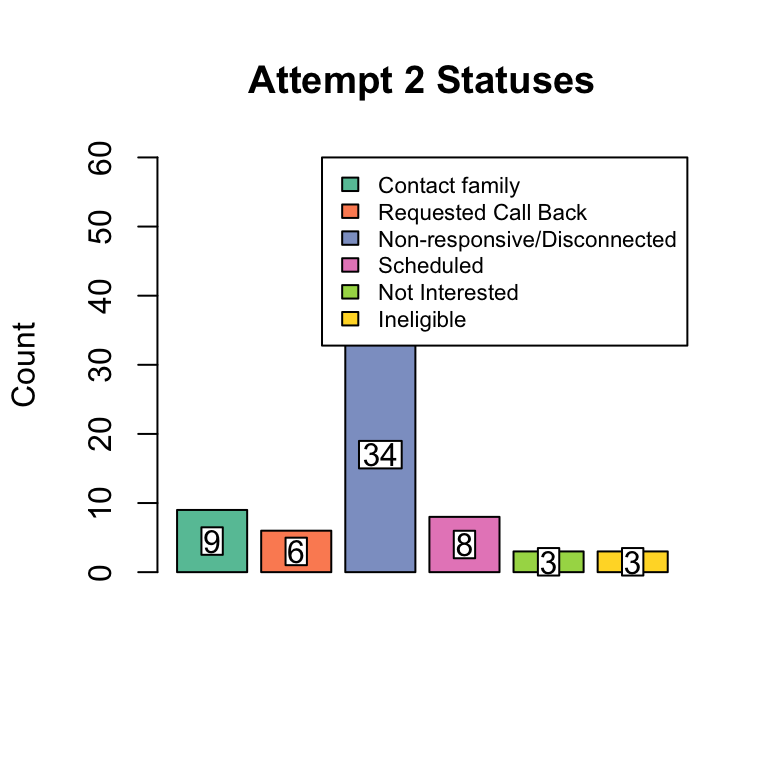 Attempt 2 Statuses
Count
60
50
40
30
20
10
0
Contact family
Requested Call Back
Non-responsive/Disconnected
Scheduled
Not Interested
Ineligible
9
6
34
8
3
3